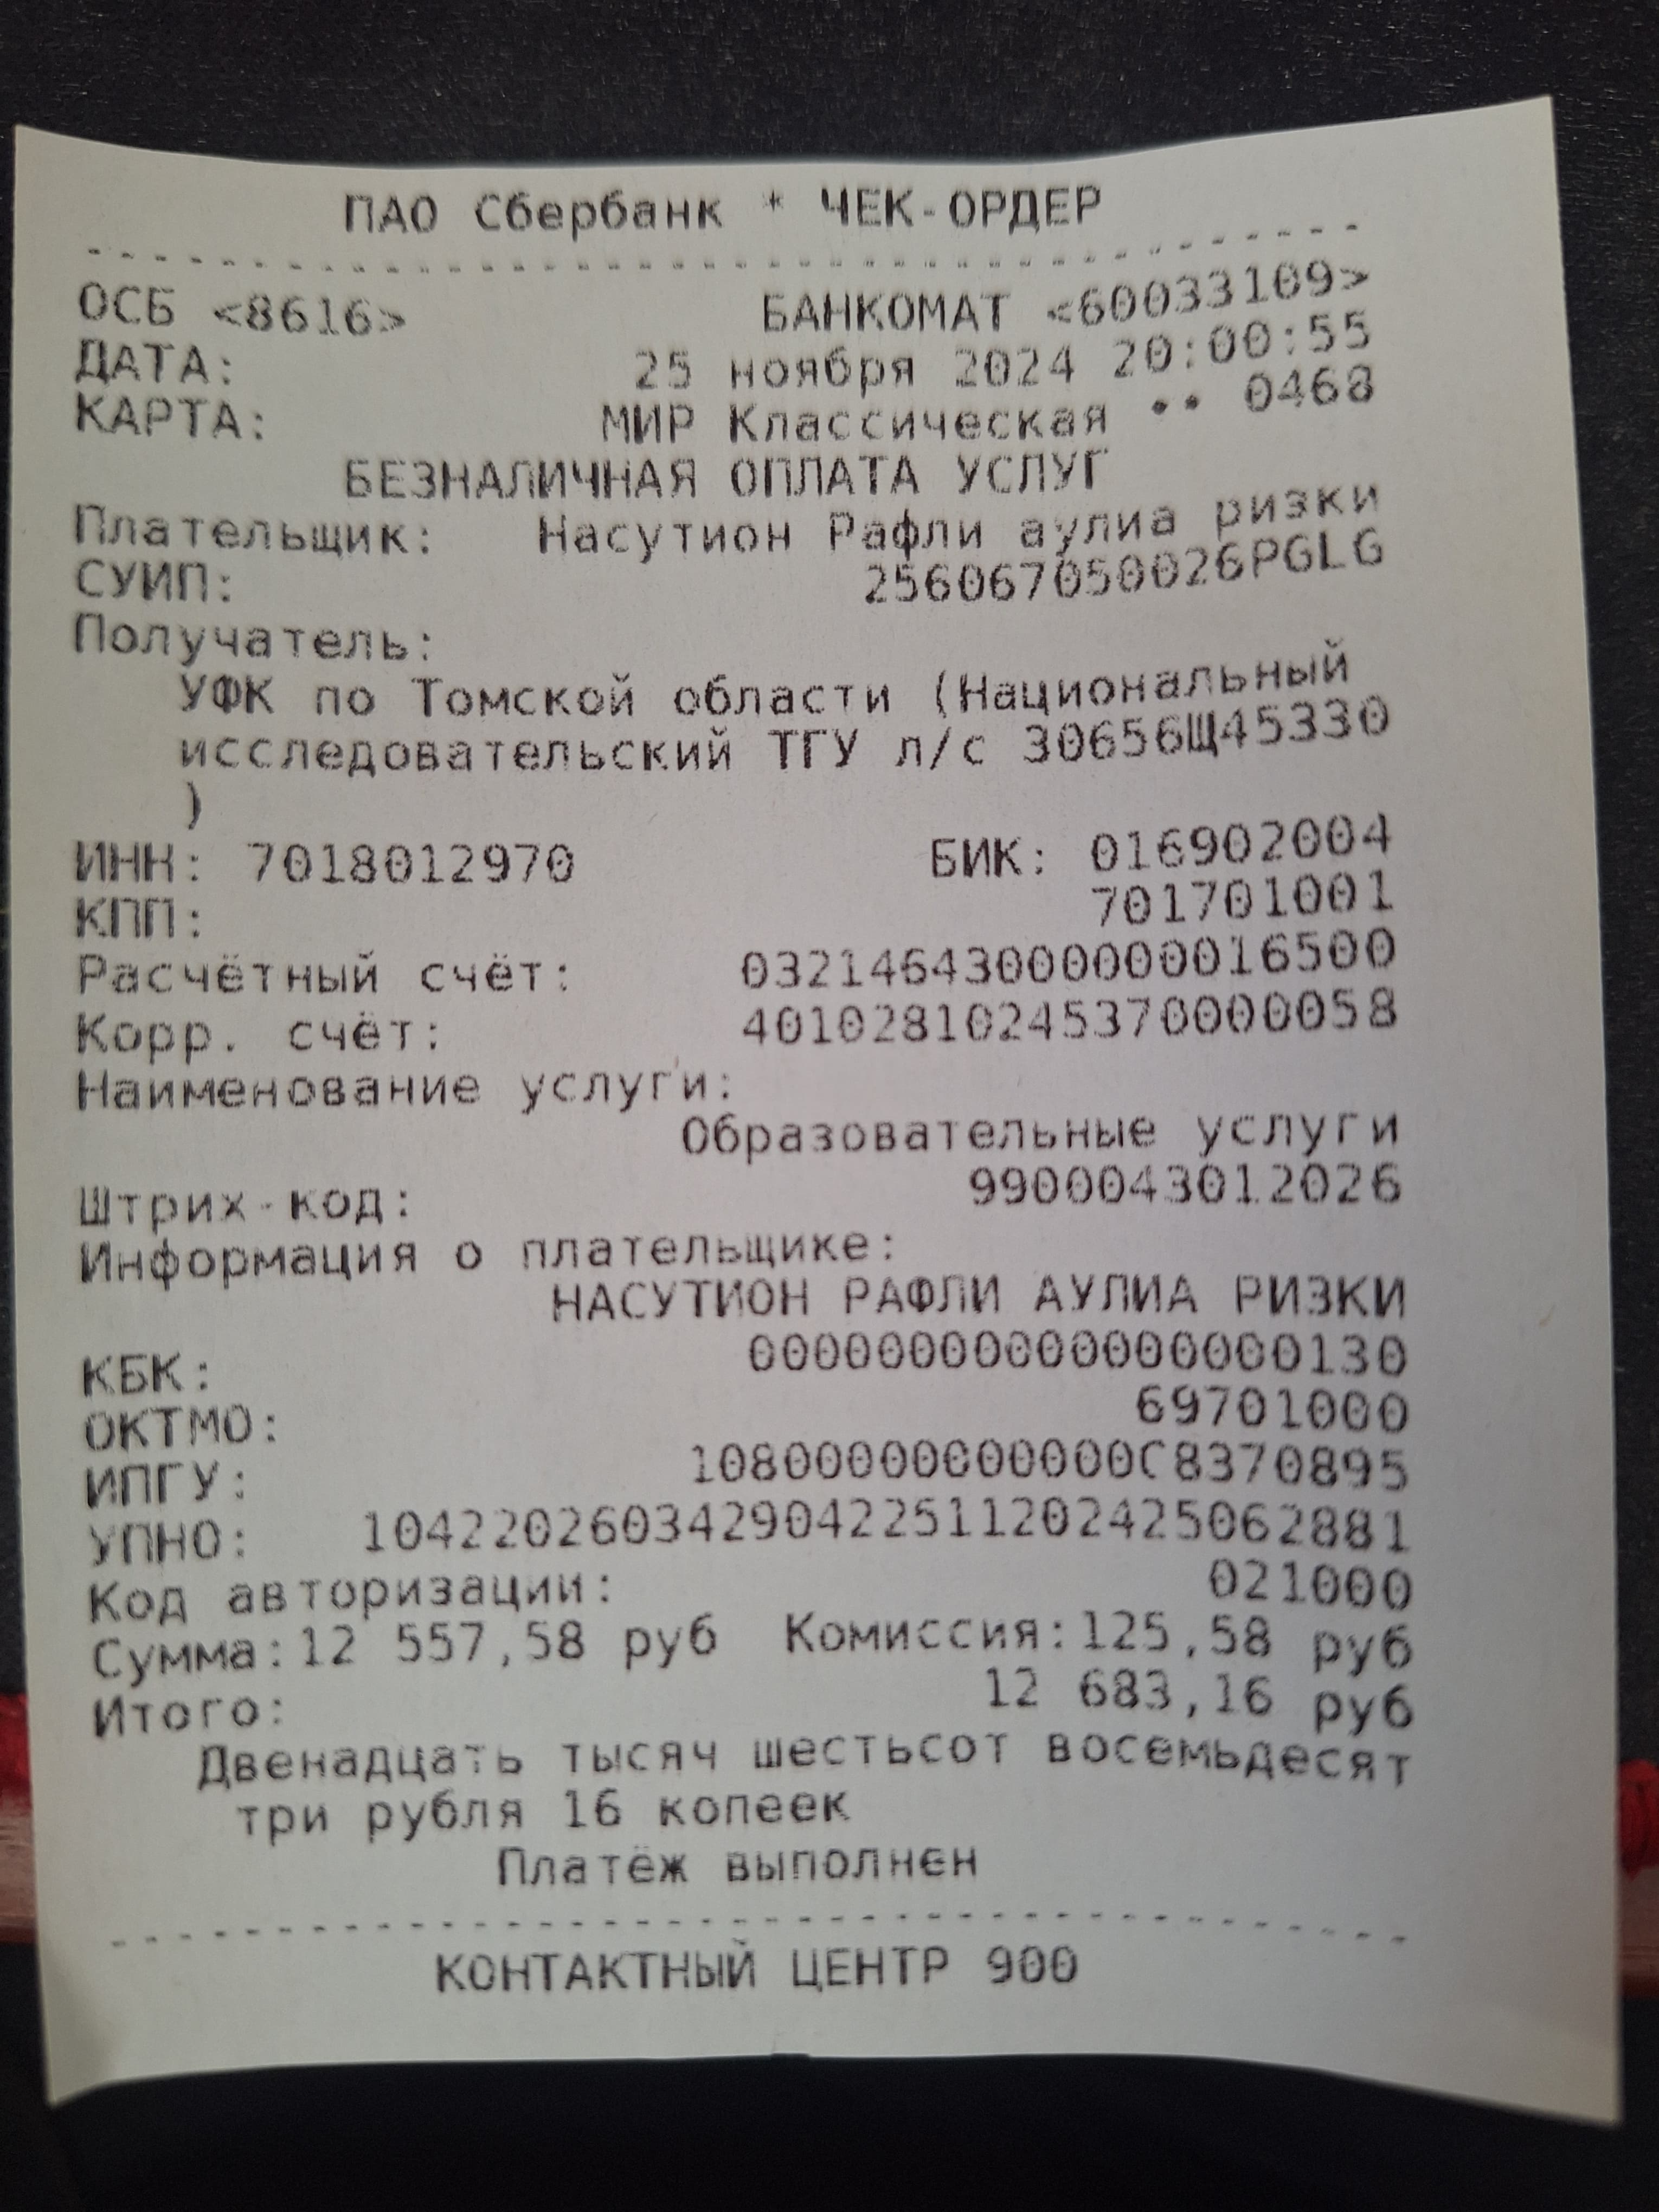 ПАО Сбербанк * ЧЕК-ОРДЕР
ОСБ <8616> БАНКОМАТ <60033109>
ДАТА: 25 ноября 2024 20:00:55
КАРТА: МИР Классическая •• 0468
БЕЗНАЛИЧНАЯ ОПЛАТА УСЛУГ
Плательщик: Насутион Рафли аулиа ризки
СУИП: 256067050026PGLG
Получатель:
УФК по Томской области (Национальный
исследовательский ТГУ л/с 30656Щ45330
)
ИНН: 7018012970 БИК: 016902004
КПП: 701701001
Расчётный счёт: 03214643000000016500
Корр. счёт: 40102810245370000058
Наименование услуги:
Образовательные услуги
Штрих-код: 9900043012026
Информация о плательщике:
НАСУТИОН РАФЛИ АУЛИА РИЗКИ
КБК: 00000000000000000130
ОКТМО: 69701000
ИПГУ: 10800000000000C8370895
УПНО: 10422026034290422511202425062881
Код авторизации: 021000
Сумма:12 557,58 руб Комиссия:125,58 руб
Итого: 12 683,16 руб
Двенадцать тысяч шестьсот восемьдесят
три рубля 16 копеек
Платёж выполнен
КОНТАКТНЫЙ ЦЕНТР 900